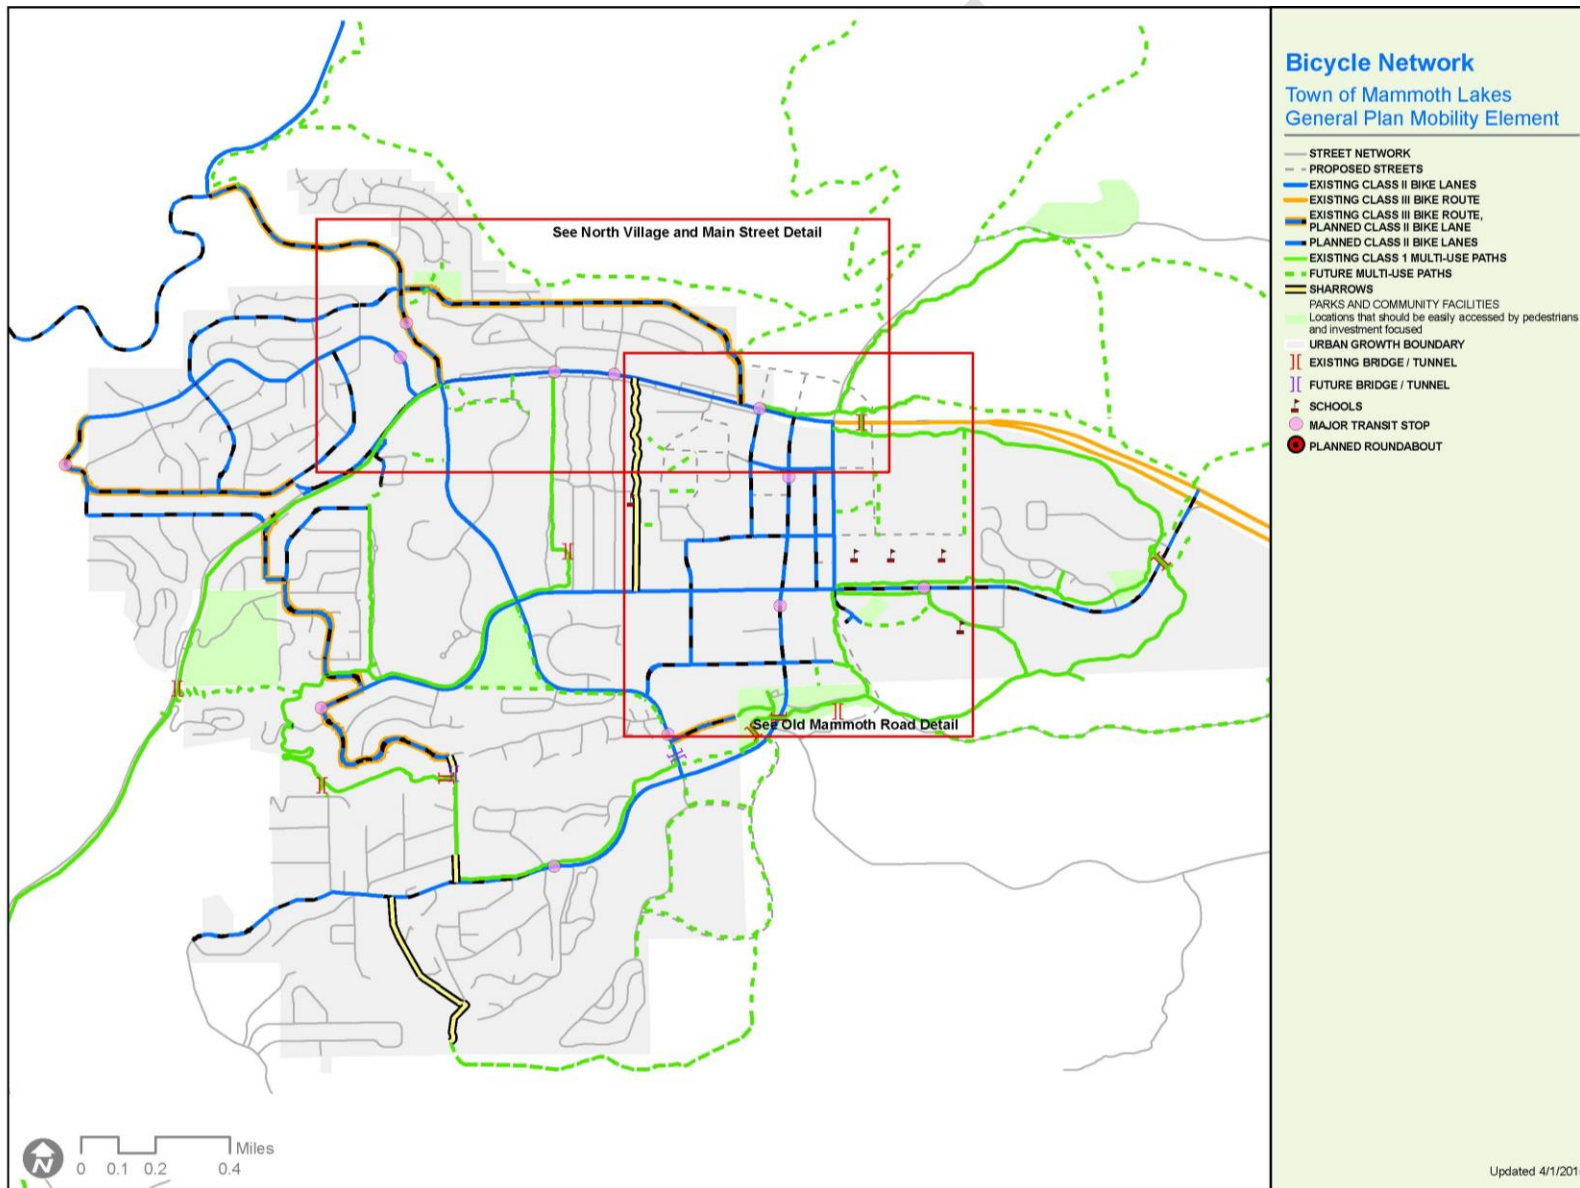 Bicycle Network
Town of Mammoth Lakes
General Plan Mobility Element
STREET NETWORK
PROPOSED STREETS
EXISTING CLASS II BIKE LANES
EXISTING CLASS III BIKE ROUTE
EXISTING CLASS III BIKE ROUTE,
PLANNED CLASS II BIKE LANE
PLANNED CLASS II BIKE LANES
EXISTING CLASS 1 MULTI-USE PATHS
FUTURE MULTI-USE PATHS
SHARROWS
PARKS AND COMMUNITY FACILITIES
Locations that should be easily accessed by pedestrians
and investment focused
URBAN GROWTH BOUNDARY
EXISTING BRIDGE / TUNNEL
FUTURE BRIDGE / TUNNEL
SCHOOLS
MAJOR TRANSIT STOP
PLANNED ROUNDABOUT
See North Village and Main Street Detail
See Old Mammoth Road Detail
N
Miles
0 0.1 0.2 0.4
Updated 4/1/201